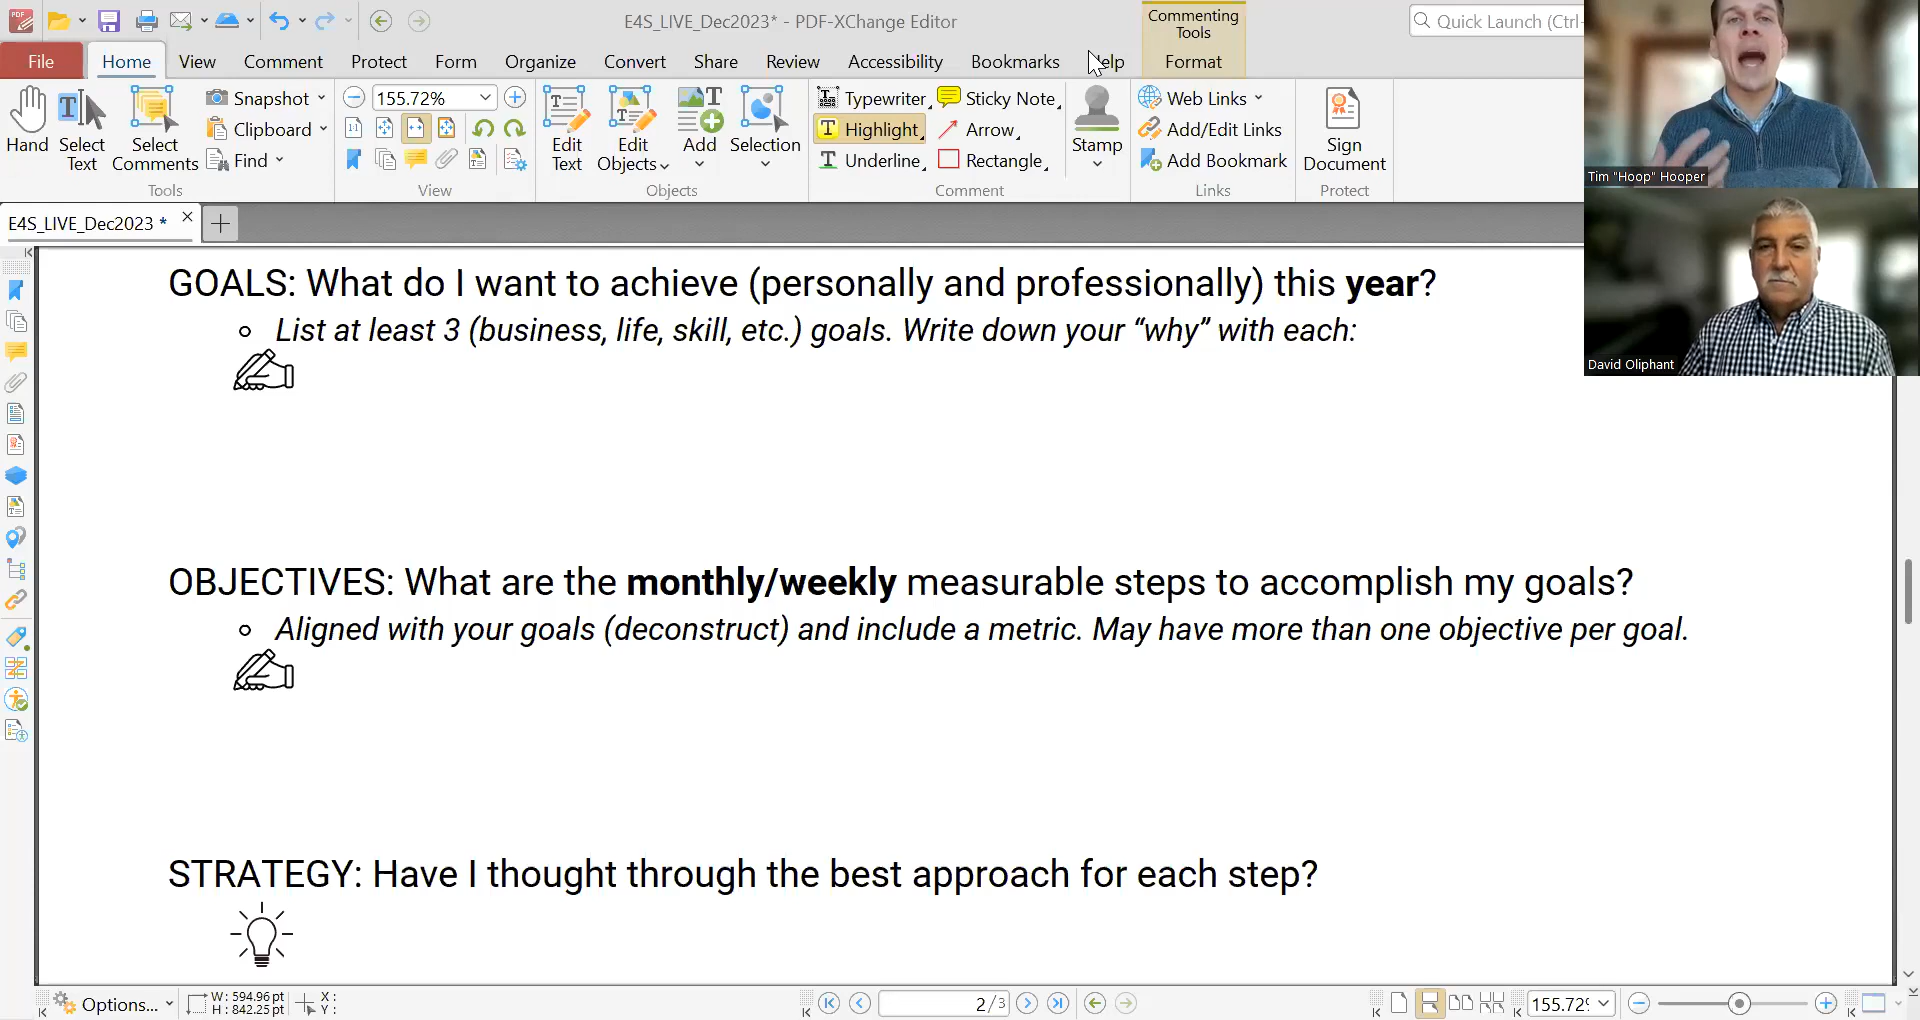 E4S_LIVE_Dec2023* - PDF-XChange Editor
Commenting Tools
Quick Launch (Ctrl-
File Home View Comment Protect Form Organize Convert Share Review Accessibility Bookmarks Format
Hand
Select Text
Select Comments
Snapshot
Clipboard
Find
Tools
155.72%
View
Edit Text
Edit Objects
Add
Selection
Objects
Typewriter
Highlight
Underline
Sticky Note
Arrow
Rectangle
Comment
Stamp
Web Links
Add/Edit Links
Add Bookmark
Links
Sign Document
Protect
Tim "Hoop" Hooper
David Oliphant
E4S_LIVE_Dec2023 *
GOALS: What do I want to achieve (personally and professionally) this year?
List at least 3 (business, life, skill, etc.) goals. Write down your “why” with each:
OBJECTIVES: What are the monthly/weekly measurable steps to accomplish my goals?
Aligned with your goals (deconstruct) and include a metric. May have more than one objective per goal.
STRATEGY: Have I thought through the best approach for each step?
Options...
W: 594.96 pt
H: 842.25 pt
X :
Y :
2/3
155.72